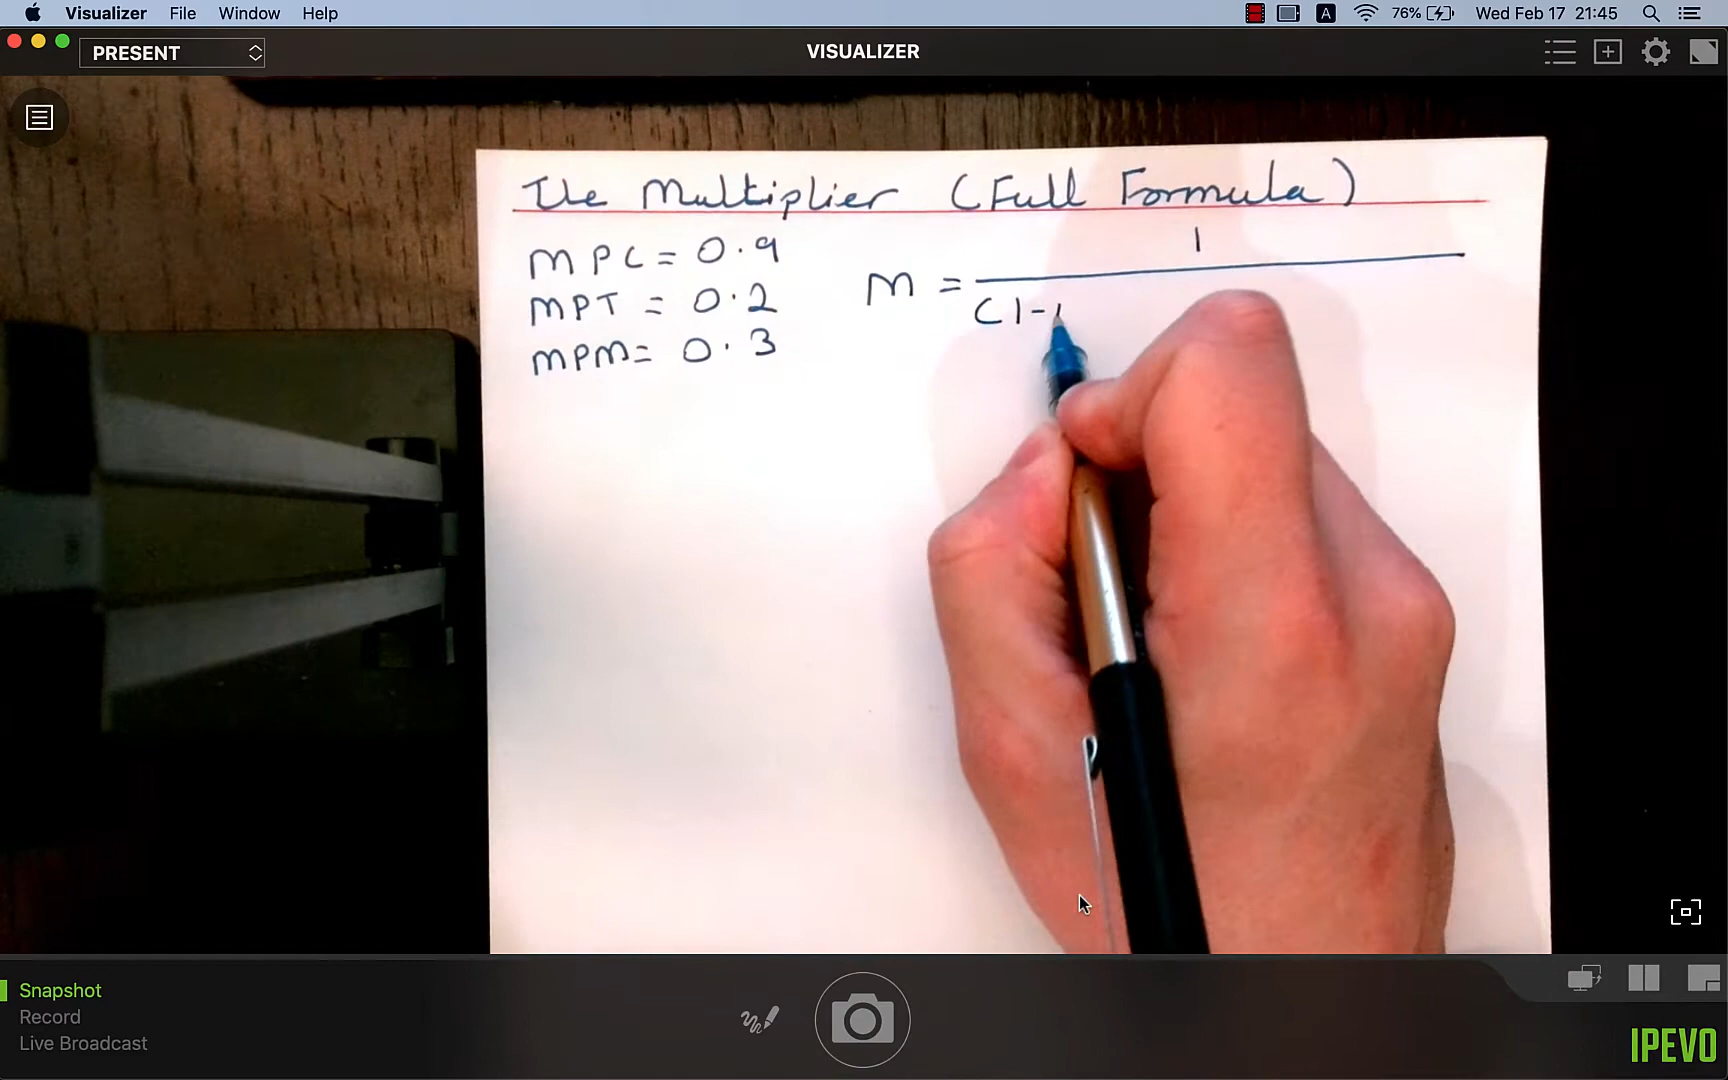 Visualizer File Window Help
A 76% Wed Feb 17 21:45
PRESENT
VISUALIZER
The Multiplier (Full Formula)
MPC = 0.9
MPT = 0.2
MPM = 0.3
1
M =
(1-
Snapshot
Record
Live Broadcast
IPEVO